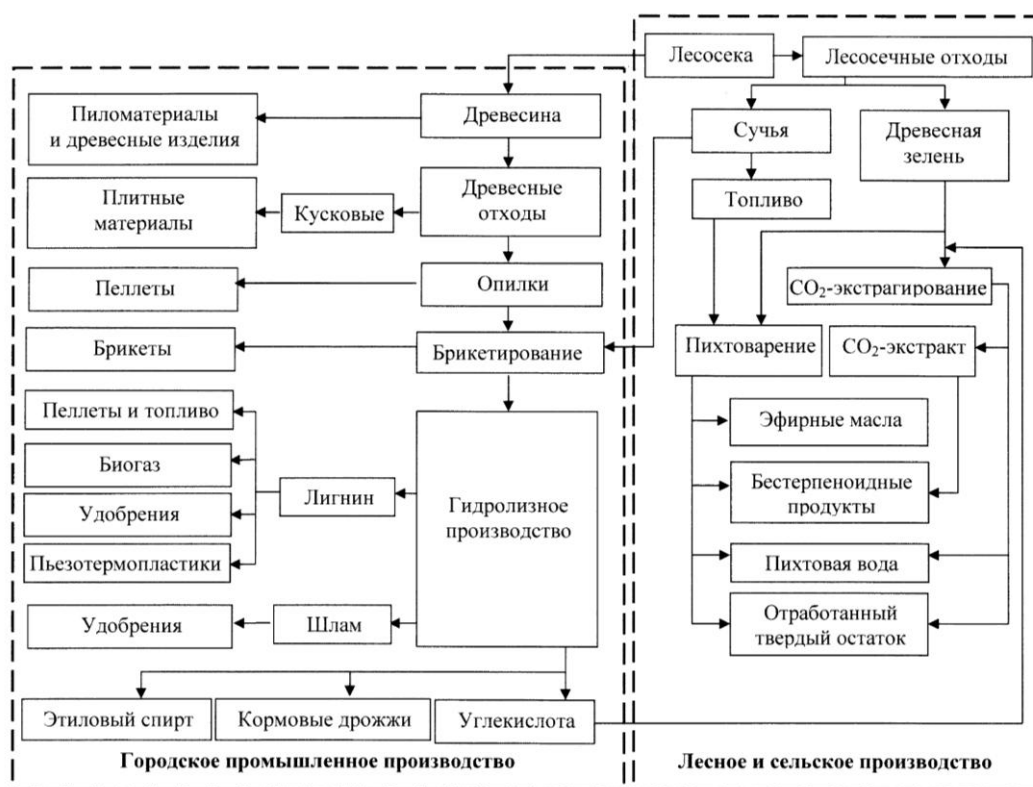 Лесосека
Лесосечные отходы
Пиломатериалы
и древесные изделия
Древесина
Сучья
Древесная
зелень
Плитные
материалы
Кусковые
Древесные
отходы
Топливо
Пеллеты
Опилки
CO₂-экстрагирование
Брикеты
Брикетирование
Пихтоварение
CO₂-экстракт
Пеллеты и топливо
Биогаз
Удобрения
Пьезотермопластики
Лигнин
Гидролизное
производство
Эфирные масла
Бестерпеноидные
продукты
Пихтовая вода
Отработанный
твердый остаток
Удобрения
Шлам
Этиловый спирт
Кормовые дрожжи
Углекислота
Городское промышленное производство
Лесное и сельское производство